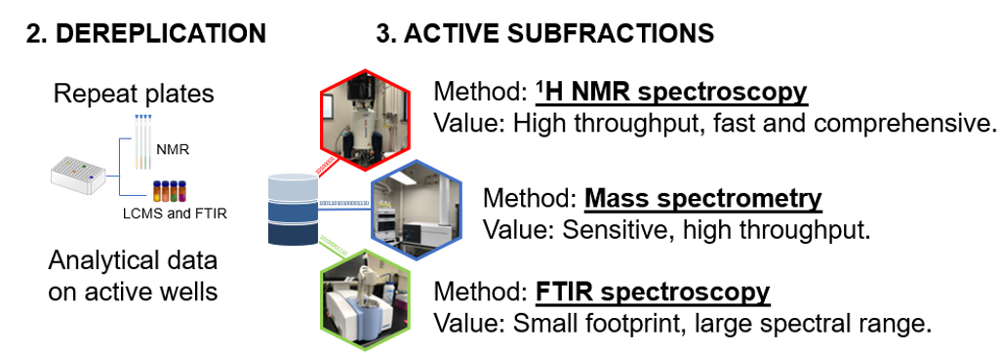 2. DEREPLICATION
Repeat plates
NMR
LCMS and FTIR
Analytical data
on active wells
3. ACTIVE SUBFRACTIONS
Method: ¹H NMR spectroscopy
Value: High throughput, fast and comprehensive.
Method: Mass spectrometry
Value: Sensitive, high throughput.
Method: FTIR spectroscopy
Value: Small footprint, large spectral range.